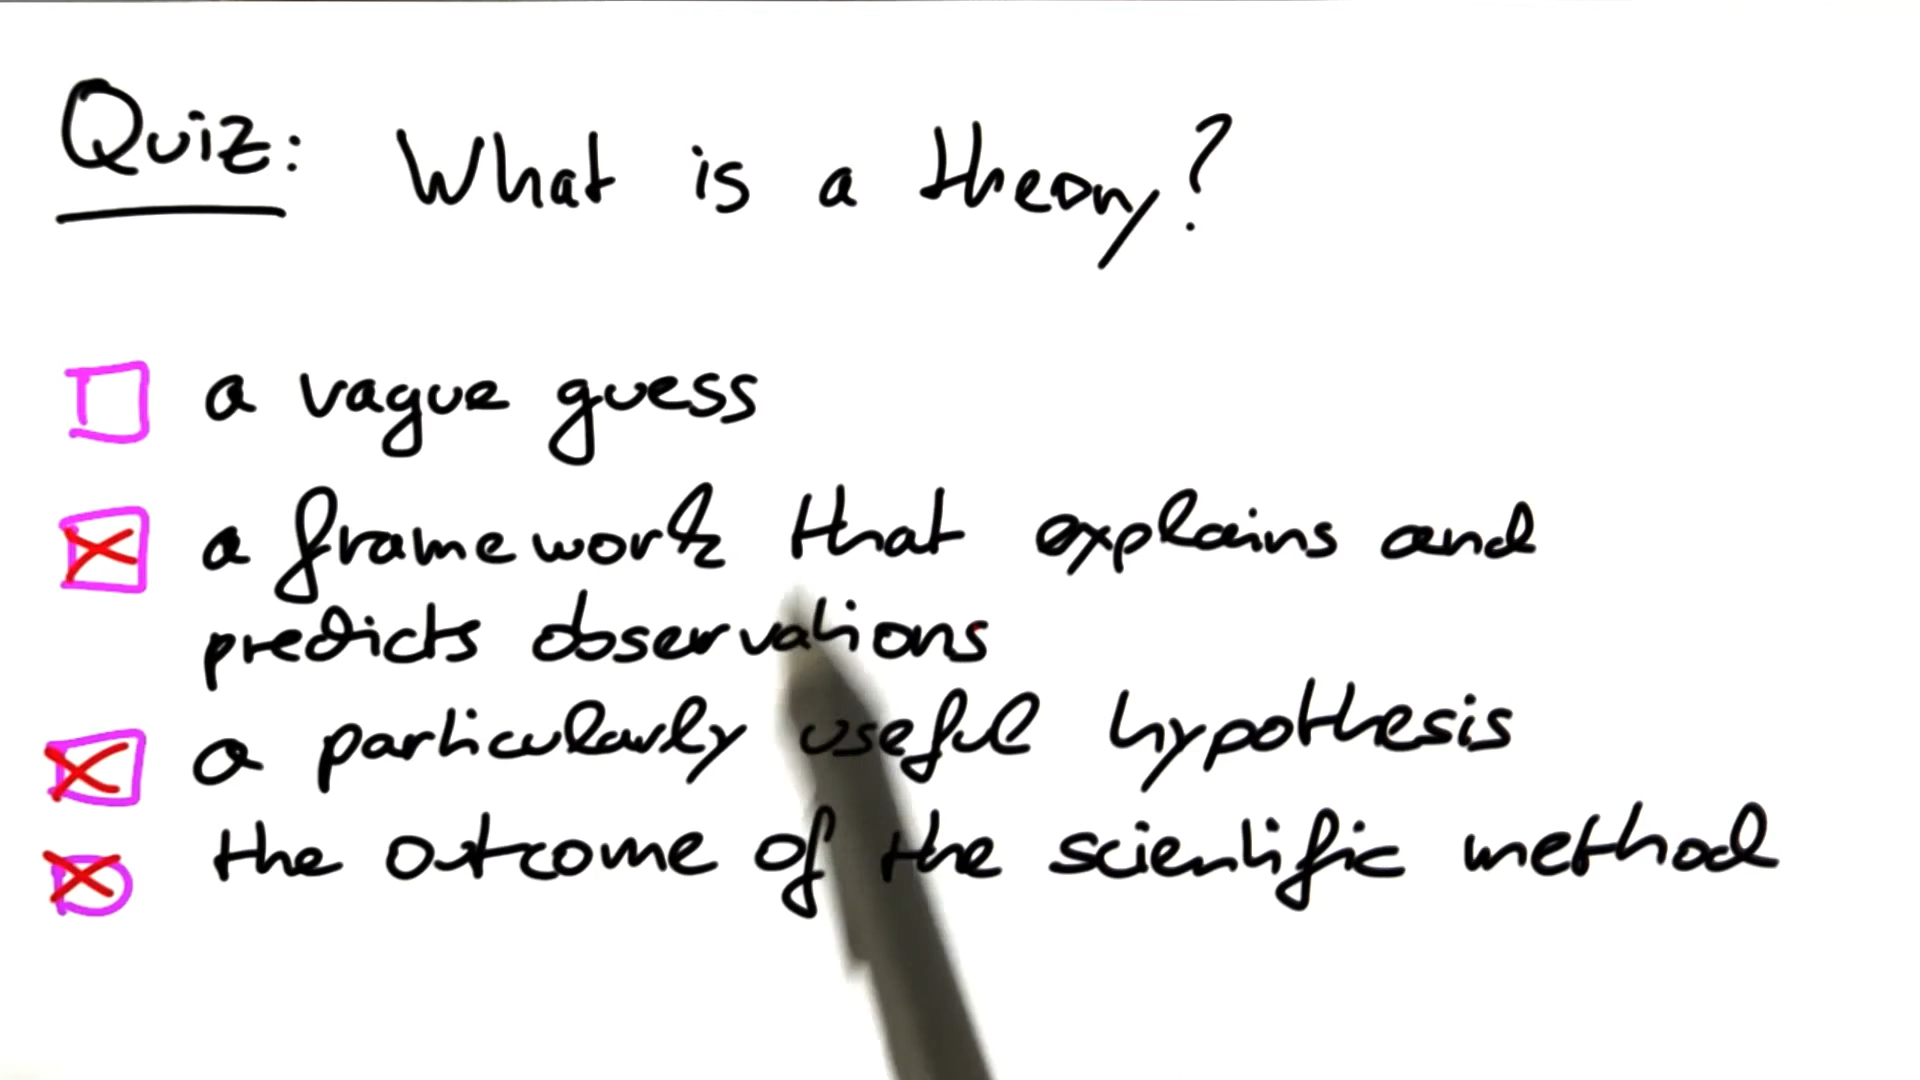 Quiz: What is a theory?
a vague guess
a framework that explains and
predicts observations
a particularly useful hypothesis
the outcome of the scientific method